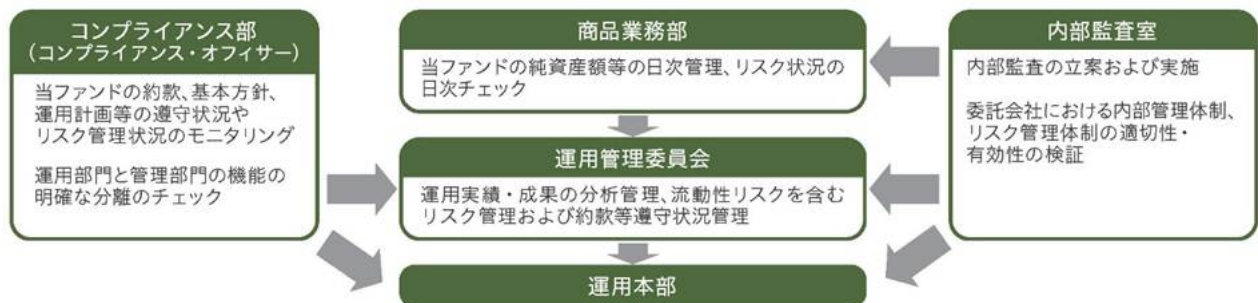 コンプライアンス部
（コンプライアンス・オフィサー）
当ファンドの約款、基本方針、
運用計画等の遵守状況や
リスク管理状況のモニタリング
運用部門と管理部門の機能の
明確な分離のチェック
商品業務部
当ファンドの純資産額等の日次管理、リスク状況の
日次チェック
運用管理委員会
運用実績・成果の分析管理、流動性リスクを含む
リスク管理および約款等遵守状況管理
運用本部
内部監査室
内部監査の立案および実施
委託会社における内部管理体制、
リスク管理体制の適切性・
有効性の検証